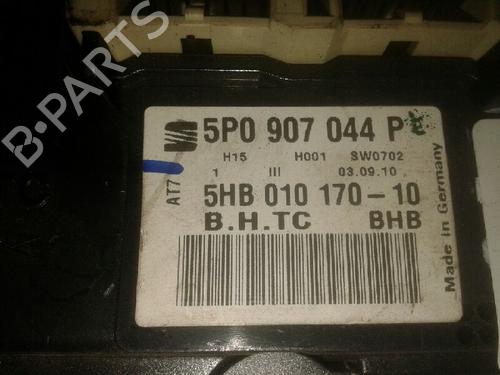 B-PARTS
5P0 907 044 P
H15 H001 SW0702
1 III 03.09.10
5HB 010 170-10
B.H.TC BHB
AT7
Made in Germany